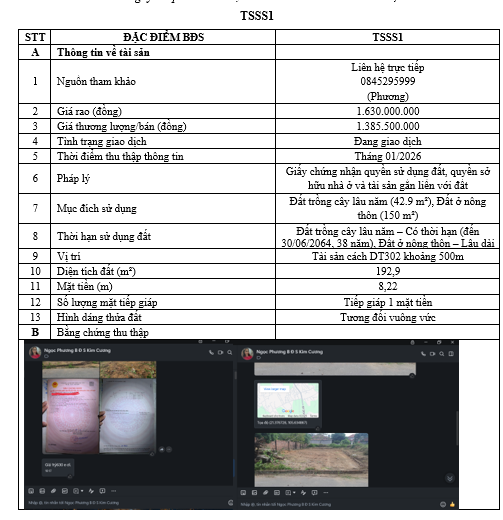 TSSS1
STT ĐẶC ĐIỂM BĐS TSSS1
A Thông tin về tài sản
1 Nguồn tham khảo Liên hệ trực tiếp
0845295999
(Phương)
2 Giá rao (đồng) 1.630.000.000
3 Giá thương lượng/bán (đồng) 1.385.500.000
4 Tình trạng giao dịch Đang giao dịch
5 Thời điểm thu thập thông tin Tháng 01/2026
6 Pháp lý Giấy chứng nhận quyền sử dụng đất, quyền sở
hữu nhà ở và tài sản gắn liền với đất
7 Mục đích sử dụng Đất trồng cây lâu năm (42.9 m²), Đất ở nông
thôn (150 m²)
8 Thời hạn sử dụng đất Đất trồng cây lâu năm – Có thời hạn (đến
30/06/2064, 38 năm), Đất ở nông thôn – Lâu dài
9 Vị trí Tài sản cách DT302 khoảng 500m
10 Diện tích đất (m²) 192,9
11 Mặt tiền (m) 8,22
12 Số lượng mặt tiếp giáp Tiếp giáp 1 mặt tiền
13 Hình dáng thửa đất Tương đối vuông vức
B Bằng chứng thu thập
Ngọc Phương B Đ S Kim Cương
Ngọc Phương B Đ S Kim Cương